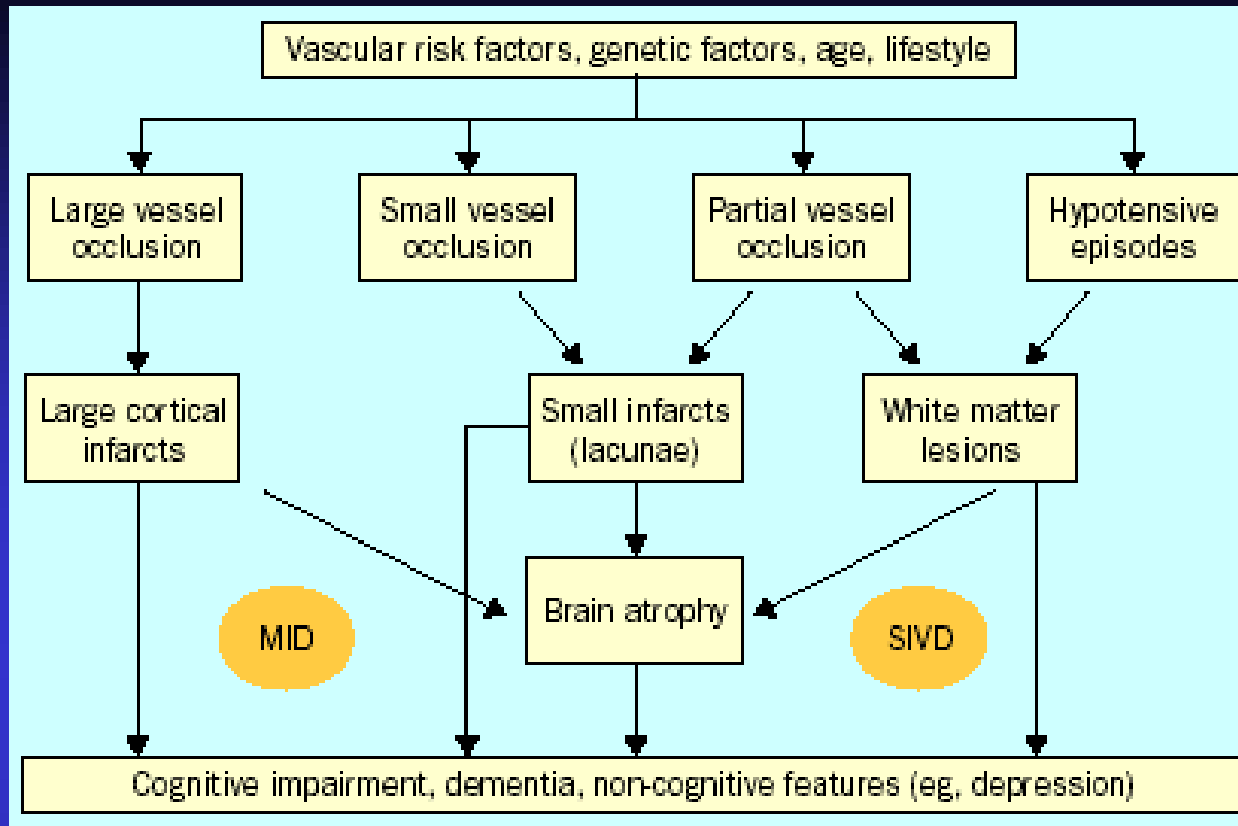 Vascular risk factors, genetic factors, age, lifestyle
Large vessel
occlusion
Small vessel
occlusion
Partial vessel
occlusion
Hypotensive
episodes
Large cortical
infarcts
Small infarcts
(lacunae)
White matter
lesions
Brain atrophy
MID
SIVD
Cognitive impairment, dementia, non-cognitive features (eg, depression)